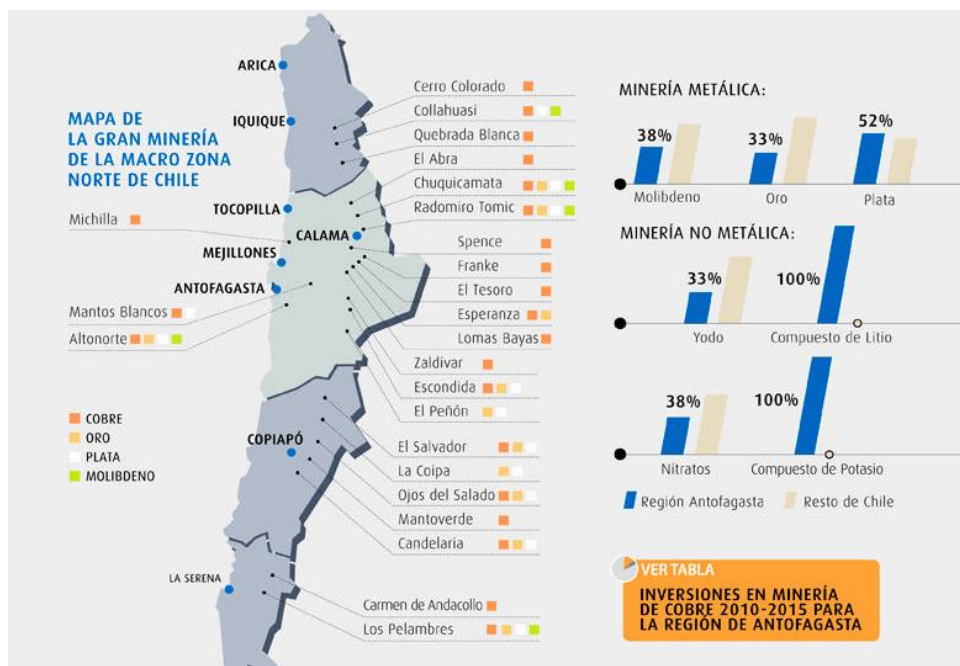 MAPA DE
LA GRAN MINERÍA
DE LA MACRO ZONA
NORTE DE CHILE
ARICA
IQUIQUE
TOCOPILLA
CALAMA
MEJILLONES
ANTOFAGASTA
COPIAPÓ
LA SERENA
Michilla
Mantos Blancos
Altonorte
COBRE
ORO
PLATA
MOLIBDENO
Cerro Colorado
Collahuasi
Quebrada Blanca
El Abra
Chuquicamata
Radomiro Tomic
Spence
Franke
El Tesoro
Esperanza
Lomas Bayas
Zaldivar
Escondida
El Peñón
El Salvador
La Coipa
Ojos del Salado
Mantoverde
Candelaria
Carmen de Andacollo
Los Pelambres
MINERÍA METÁLICA:
38% 33% 52%
Molibdeno Oro Plata
MINERÍA NO METÁLICA:
33% 100%
Yodo Compuesto de Litio
38% 100%
Nitratos Compuesto de Potasio
Región Antofagasta Resto de Chile
VER TABLA
INVERSIONES EN MINERÍA
DE COBRE 2010-2015 PARA
LA REGIÓN DE ANTOFAGASTA